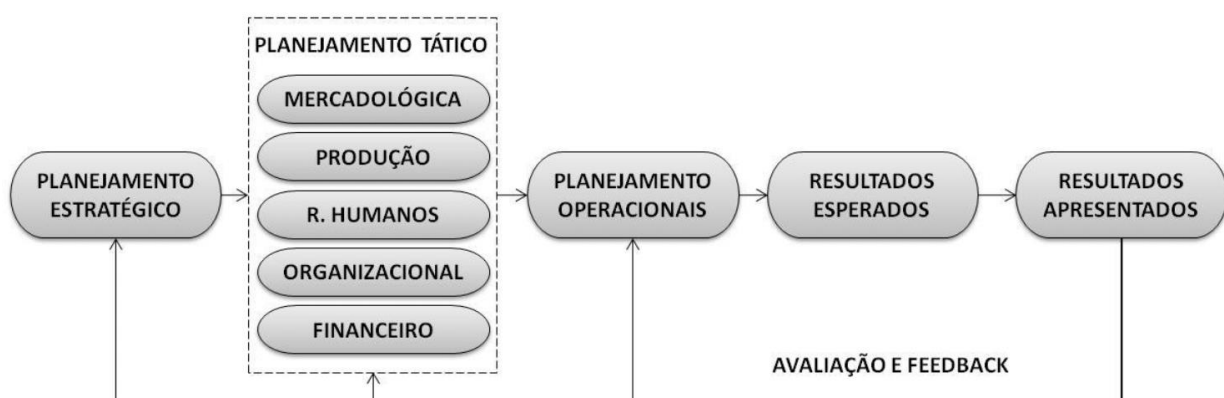 PLANEJAMENTO TÁTICO
MERCADOLÓGICA
PRODUÇÃO
R. HUMANOS
ORGANIZACIONAL
FINANCEIRO
PLANEJAMENTO
ESTRATÉGICO
PLANEJAMENTO
OPERACIONAIS
RESULTADOS
ESPERADOS
RESULTADOS
APRESENTADOS
AVALIAÇÃO E FEEDBACK